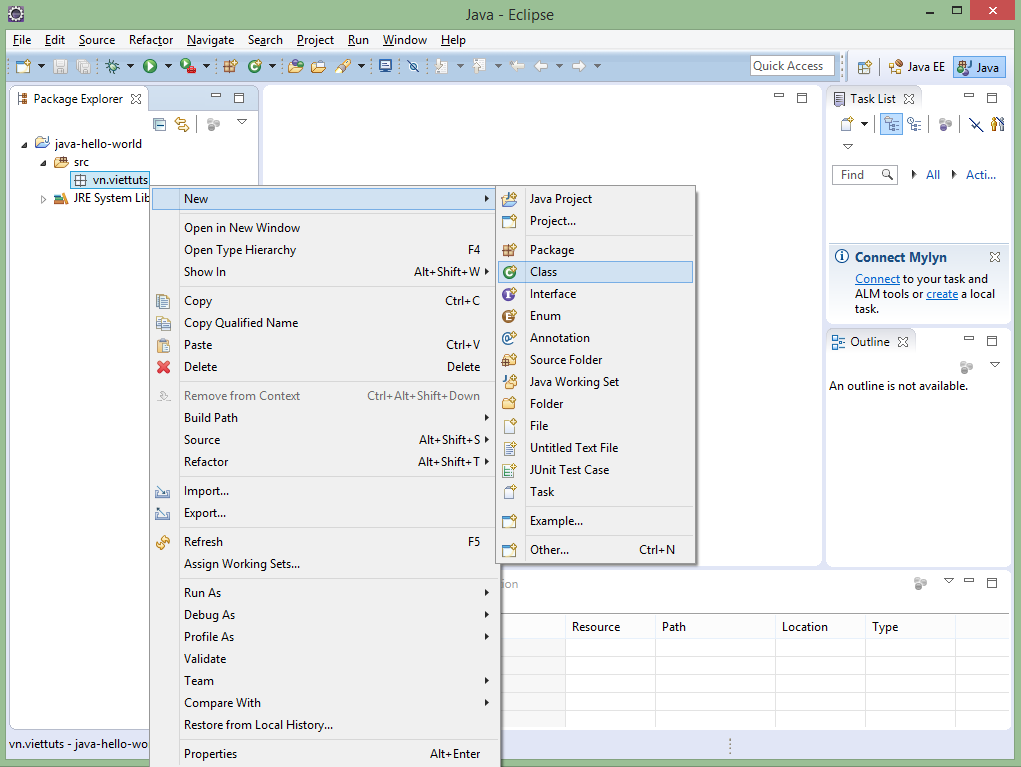 Java - Eclipse
File Edit Source Refactor Navigate Search Project Run Window Help
Quick Access
Java EE
Java
Package Explorer
java-hello-world
src
vn.viettuts
JRE System Lib
New
Open in New Window
Open Type Hierarchy F4
Show In Alt+Shift+W
Copy Ctrl+C
Copy Qualified Name
Paste Ctrl+V
Delete Delete
Remove from Context Ctrl+Alt+Shift+Down
Build Path
Source Alt+Shift+S
Refactor Alt+Shift+T
Import...
Export...
Refresh F5
Assign Working Sets...
Run As
Debug As
Profile As
Validate
Team
Compare With
Restore from Local History...
Properties Alt+Enter
Java Project
Project...
Package
Class
Interface
Enum
Annotation
Source Folder
Java Working Set
Folder
File
Untitled Text File
JUnit Test Case
Task
Example...
Other... Ctrl+N
Task List
Find All Acti...
Connect Mylyn
Connect to your task and
ALM tools or create a local
task.
Outline
An outline is not available.
ion
Resource Path Location Type
vn.viettuts - java-hello-wo